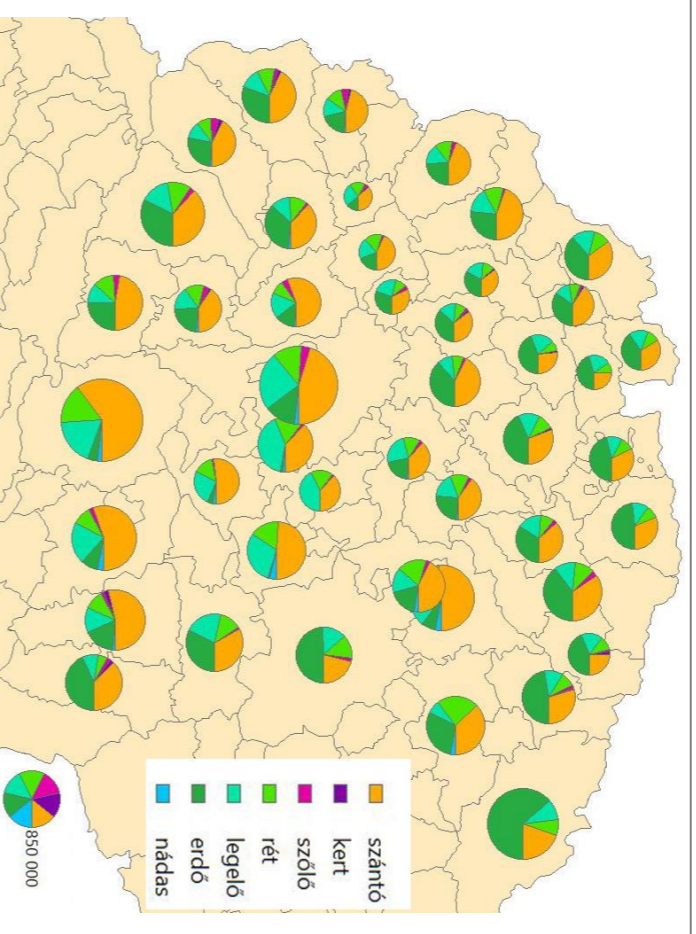 szántó
kert
szőlő
rét
legelő
erdő
nádas
850 000